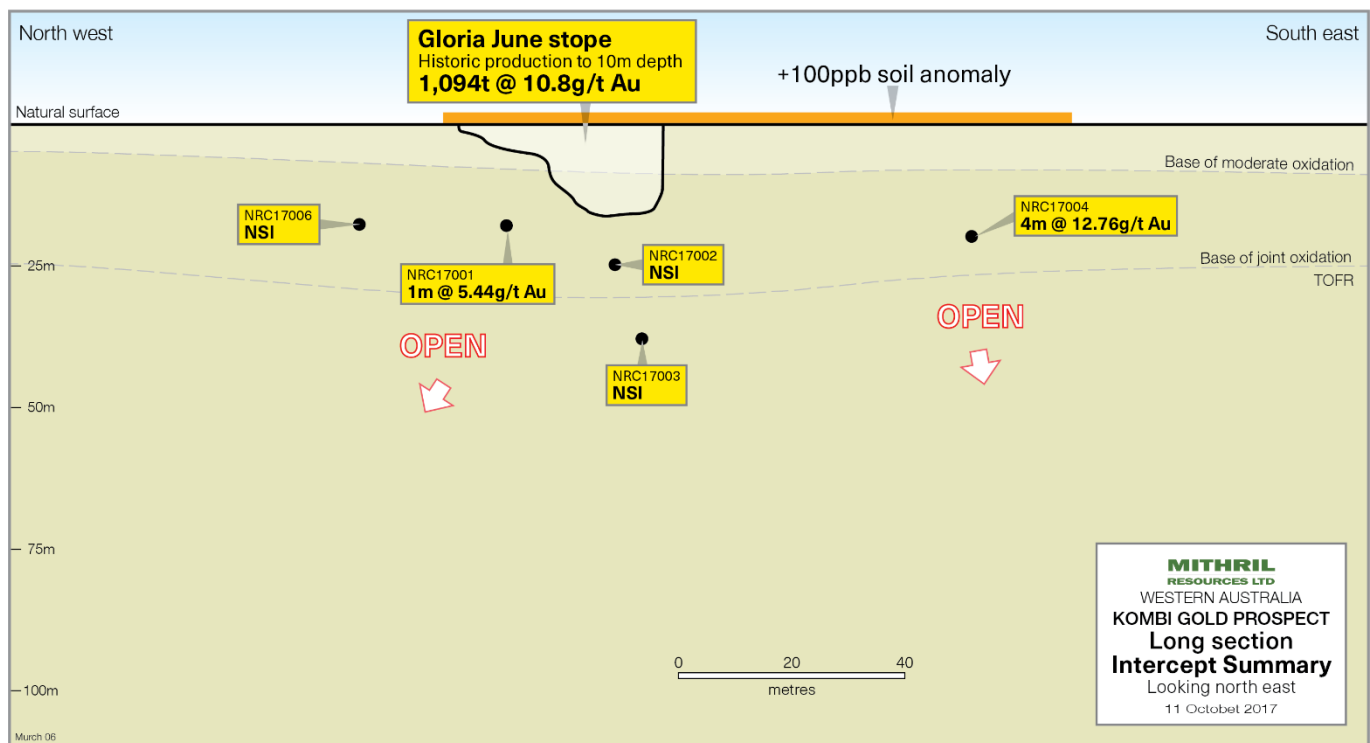 North west
South east
Gloria June stope
Historic production to 10m depth
1,094t @ 10.8g/t Au
+100ppb soil anomaly
Natural surface
Base of moderate oxidation
NRC17006
NSI
NRC17001
1m @ 5.44g/t Au
NRC17002
NSI
NRC17004
4m @ 12.76g/t Au
Base of joint oxidation
TOFR
25m
OPEN
OPEN
NRC17003
NSI
50m
75m
100m
0 20 40
metres
MITHRIL
RESOURCES LTD
WESTERN AUSTRALIA
KOMBI GOLD PROSPECT
Long section
Intercept Summary
Looking north east
11 Octobet 2017
Murch 06